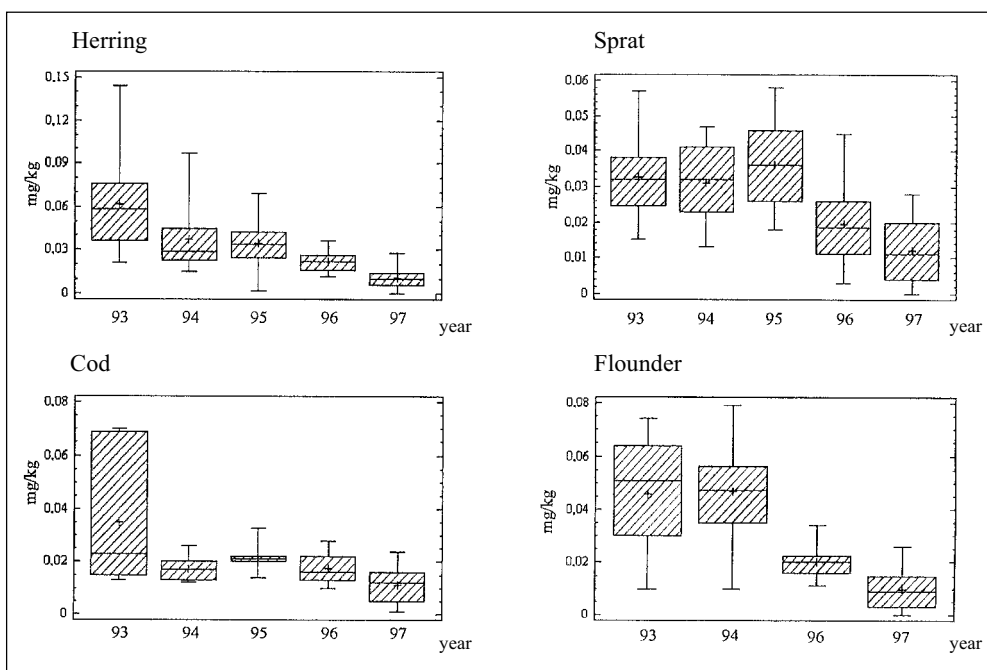 Herring
0.15
0.12
0.09
0.06
0.03
0
mg/kg
93 94 95 96 97 year
Sprat
0.06
0.05
0.04
0.03
0.02
0.01
0
mg/kg
93 94 95 96 97 year
Cod
0.08
0.06
0.04
0.02
0
mg/kg
93 94 95 96 97 year
Flounder
0.08
0.06
0.04
0.02
0
mg/kg
93 94 96 97 year